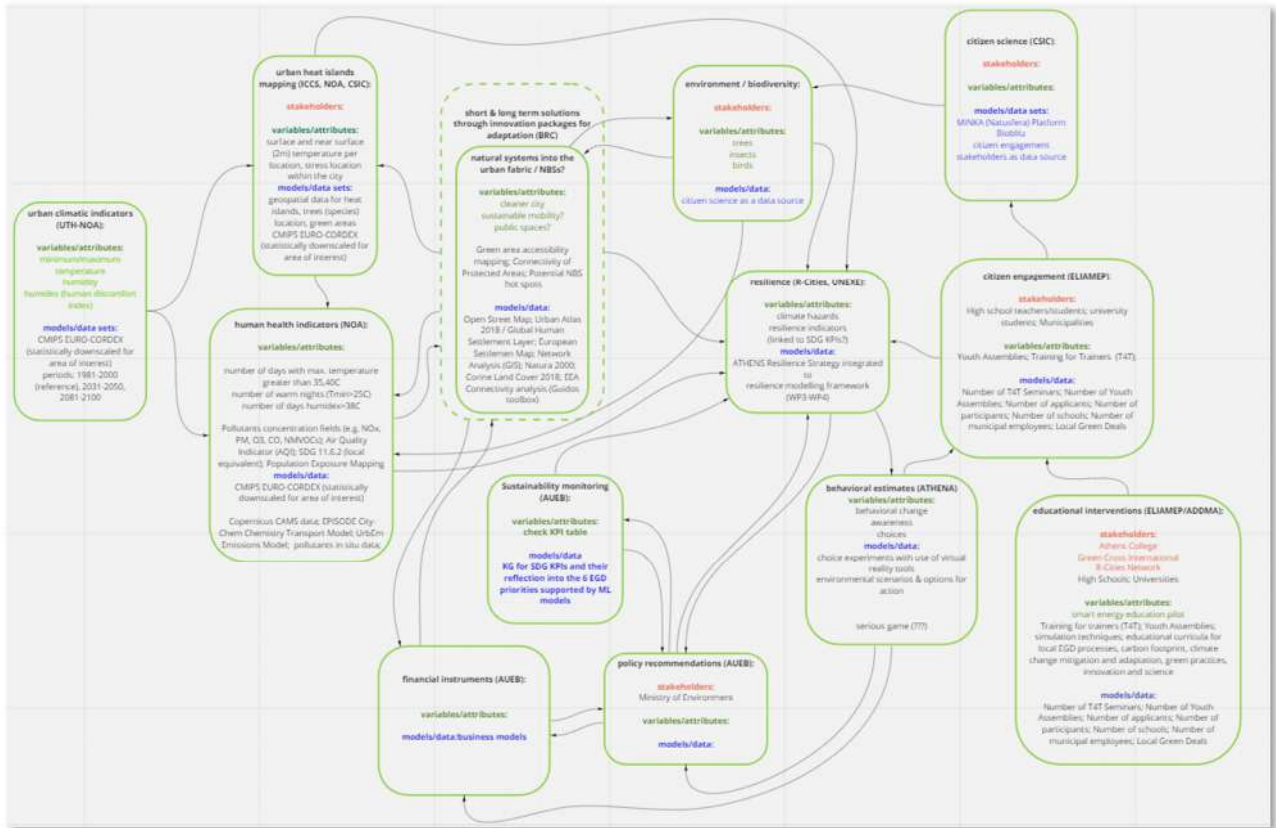 urban climatic indicators
(UTH-NOA):
variables/attributes:
minimum/maximum
temperature
humidity
humidex (human discomfort
index)
models/data sets:
CMIP5 EURO-CORDEX
(statistically downscaled for
area of interest)
periods: 1981-2000
(reference), 2031-2050,
2081-2100
urban heat islands
mapping (ICCS, NOA, CSIC):
stakeholders:
variables/attributes:
surface and near surface
(2m) temperature per
location, stress location
within the city
models/data sets:
geospatial data for heat
islands, trees (species)
location, green areas
CMIP5 EURO-CORDEX
(statistically downscaled for
area of interest)
human health indicators (NOA):
variables/attributes:
number of days with max. temperature
greater than 35,40C
number of warm nights (Tmin>25C)
number of days humidex>38C
Pollutants concentration fields (e.g. NOx,
PM, O3, CO, NMVOCs); Air Quality
Indicator (AQI); SDG 11.6.2 (local
equivalent); Population Exposure Mapping
models/data:
CMIP5 EURO-CORDEX (statistically
downscaled for area of interest)
Copernicus CAMS data; EPISODE City-
Chem Chemistry Transport Model; UrbEm
Emissions Model; pollutants in situ data;
short & long term solutions
through innovation packages for
adaptation (BRC)
natural systems into the
urban fabric / NBS?
variables/attributes:
cleaner city
sustainable mobility?
public spaces?
Green area accessibility
mapping; Connectivity of
Protected Areas; Potential NBS
hot spots
models/data:
Open Street Map; Urban Atlas
2018 / Global Human
Settlement Layer; European
Settlemen Map; Network
Analysis (GIS); Natura 2000;
Corine Land Cover 2018; EEA
Connectivity analysis (Guidos
toolbox)
environment / biodiversity:
stakeholders:
variables/attributes:
trees
insects
birds
models/data:
citizen science as a data source
citizen science (CSIC):
stakeholders:
variables/attributes:
models/data sets:
MINKA (Natusfera) Platform
Bioblitz
citizen engagement
stakeholders as data source
resilience (R-Cities, UNEXE):
variables/attributes:
climate hazards
resilience indicators
(linked to SDG KPIs?)
models/data:
ATHENS Resilience Strategy integrated
to
resilience modelling framework
(WP3-WP4)
citizen engagement (ELIAMEP):
stakeholders:
High school teachers/students; university
students; Municipalities
variables/attributes:
Youth Assemblies; Training for Trainers (T4T);
models/data:
Number of T4T Seminars; Number of Youth
Assemblies; Number of applicants; Number of
participants; Number of schools; Number of
municipal employees; Local Green Deals
Sustainability monitoring
(AUEB):
variables/attributes:
check KPI table
models/data
KG for SDG KPIs and their
reflection into the 6 EGD
priorities supported by ML
models
behavioral estimates (ATHENA)
variables/attributes:
behavioral change
awareness
choices
models/data:
choice experiments with use of virtual
reality tools
environmental scenarios & options for
action
serious game (???)
educational interventions (ELIAMEP/ADDMA):
stakeholders:
Athens College
Green Cross International
R-Cities Network
High Schools; Universities
variables/attributes:
smart energy education pilot
Training for trainers (T4T); Youth Assemblies;
simulation techniques; educational curricula for
local EGD processes, carbon footprint, climate
change mitigation and adaptation, green practices,
innovation and science
models/data:
Number of T4T Seminars; Number of Youth
Assemblies; Number of applicants; Number of
participants; Number of schools; Number of
municipal employees; Local Green Deals
financial instruments (AUEB):
variables/attributes:
models/data:business models
policy recommendations (AUEB):
stakeholders:
Ministry of Environment
variables/attributes:
models/data: